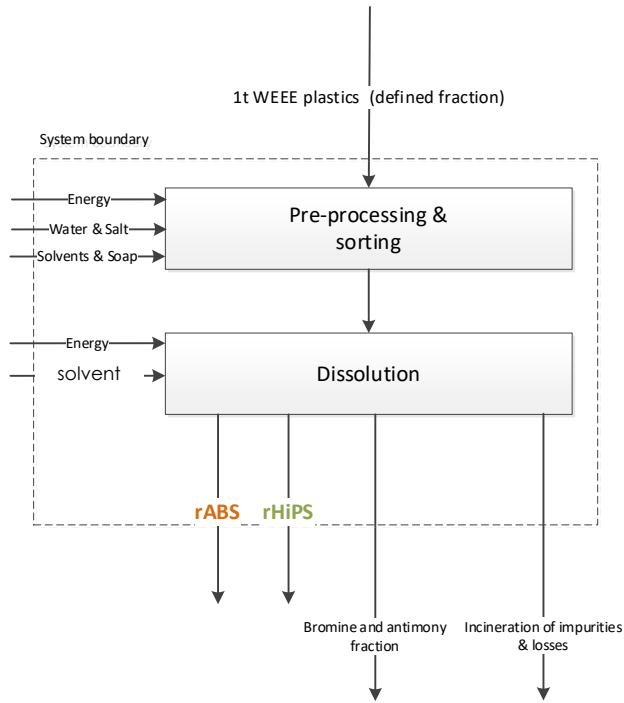 1t WEEE plastics (defined fraction)
System boundary
Energy
Water & Salt
Solvents & Soap
Pre-processing &
sorting
Energy
solvent
Dissolution
rABS
rHiPS
Bromine and antimony
fraction
Incineration of impurities
& losses